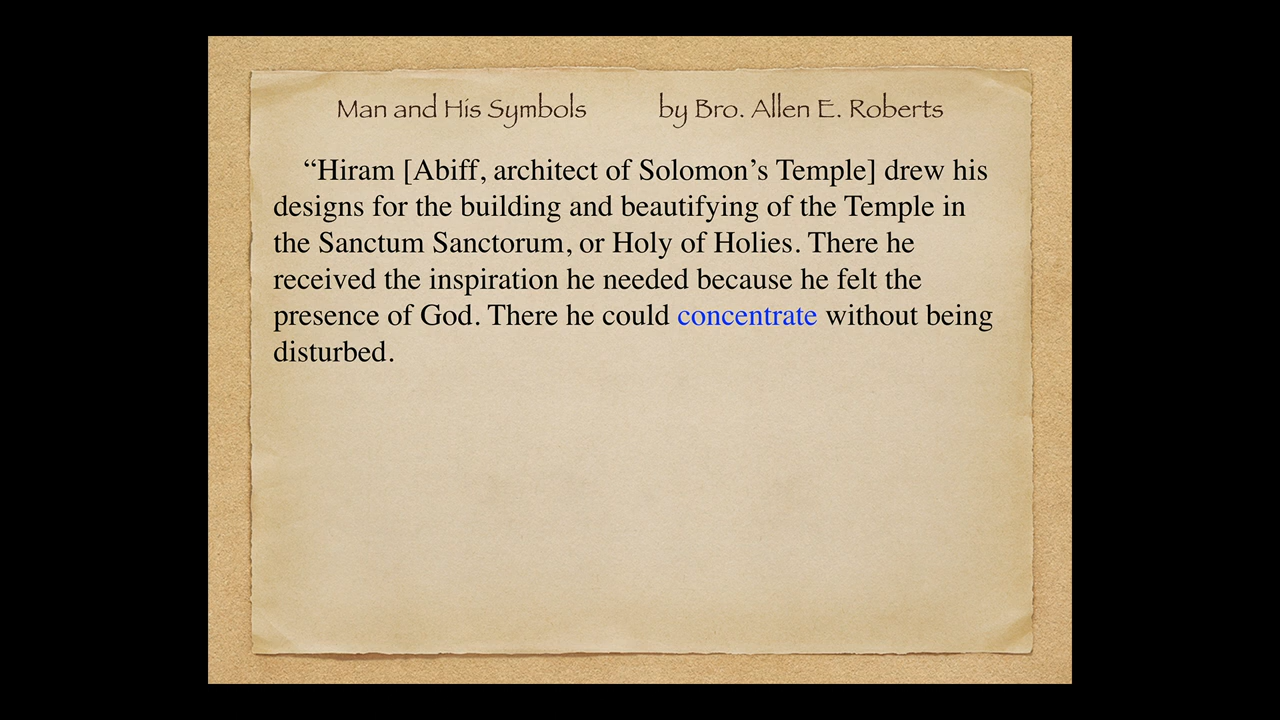 Man and His Symbols by Bro. Allen E. Roberts
“Hiram [Abiff, architect of Solomon’s Temple] drew his
designs for the building and beautifying of the Temple in
the Sanctum Sanctorum, or Holy of Holies. There he
received the inspiration he needed because he felt the
presence of God. There he could concentrate without being
disturbed.